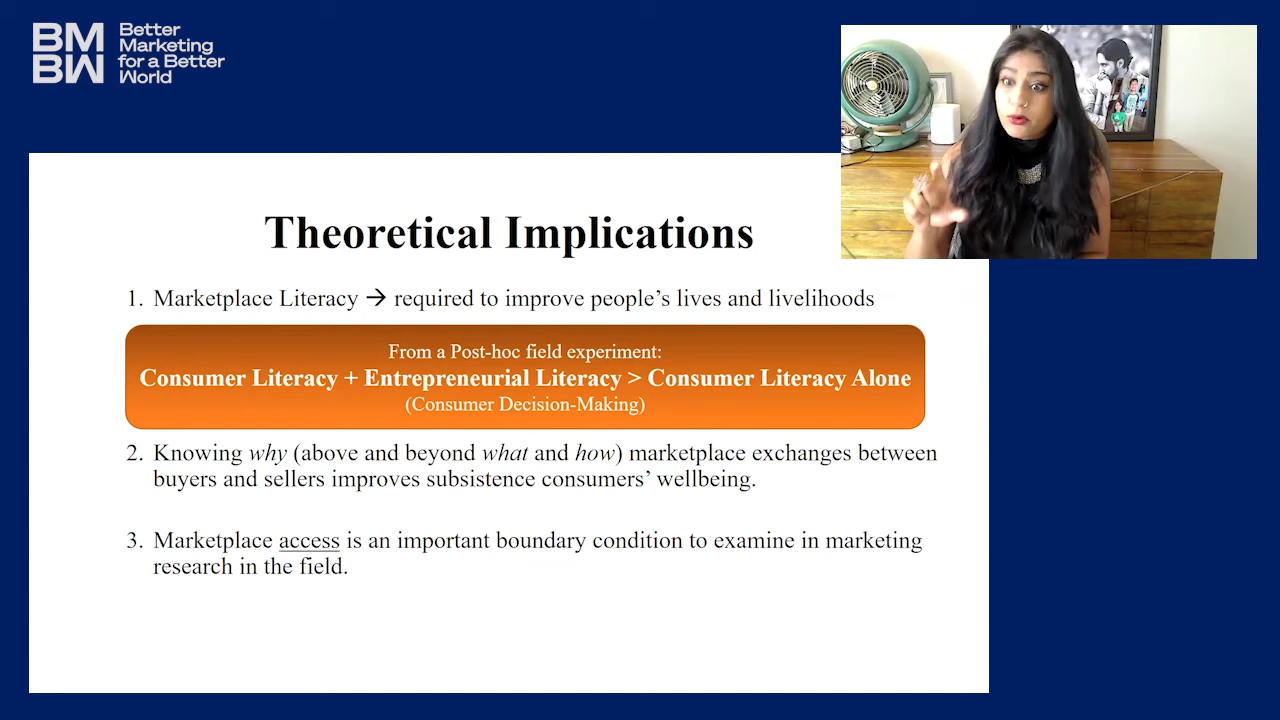 BM
BW
Better
Marketing
for a Better
World
Theoretical Implications
1. Marketplace Literacy → required to improve people’s lives and livelihoods
From a Post-hoc field experiment:
Consumer Literacy + Entrepreneurial Literacy > Consumer Literacy Alone
(Consumer Decision-Making)
2. Knowing why (above and beyond what and how) marketplace exchanges between
buyers and sellers improves subsistence consumers’ wellbeing.
3. Marketplace access is an important boundary condition to examine in marketing
research in the field.